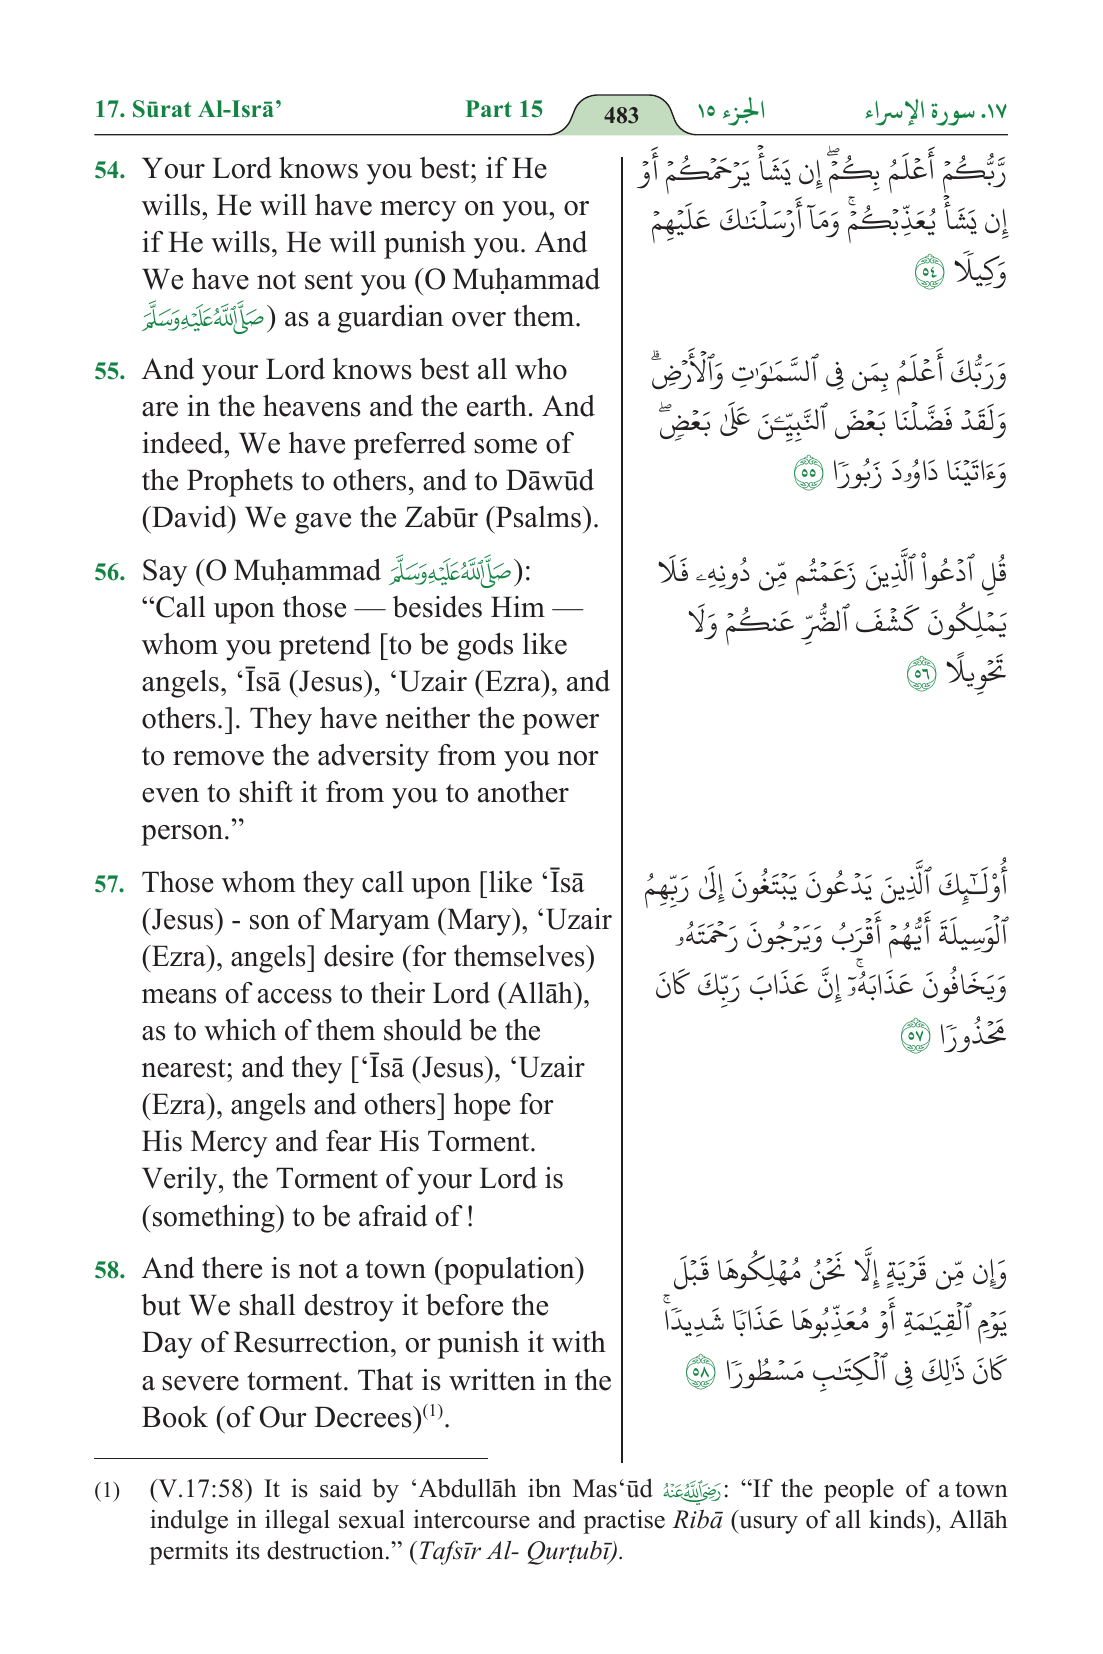 17. Sūrat Al-Isrā’ Part 15 483 الجزء ١٥ ١٧. سورة الإسراء
54. Your Lord knows you best; if He
wills, He will have mercy on you, or
if He wills, He will punish you. And
We have not sent you (O Muḥammad
صَلَّى ٱللَّهُ عَلَيْهِ وَسَلَّمَ) as a guardian over them.
رَّبُّكُمْ أَعْلَمُ بِكُمْ ۖ إِن يَشَأْ يَرْحَمْكُمْ أَوْ
إِن يَشَأْ يُعَذِّبْكُمْ ۚ وَمَآ أَرْسَلْنَٰكَ عَلَيْهِمْ
وَكِيلًا ٥٤
55. And your Lord knows best all who
are in the heavens and the earth. And
indeed, We have preferred some of
the Prophets to others, and to Dāwūd
(David) We gave the Zabūr (Psalms).
وَرَبُّكَ أَعْلَمُ بِمَن فِى ٱلسَّمَٰوَٰتِ وَٱلْأَرْضِ ۗ
وَلَقَدْ فَضَّلْنَا بَعْضَ ٱلنَّبِيِّـۧنَ عَلَىٰ بَعْضٍ ۖ
وَءَاتَيْنَا دَاوُۥدَ زَبُورًا ٥٥
56. Say (O Muḥammad صَلَّى ٱللَّهُ عَلَيْهِ وَسَلَّمَ):
“Call upon those — besides Him —
whom you pretend [to be gods like
angels, ‘Īsā (Jesus), ‘Uzair (Ezra), and
others.]. They have neither the power
to remove the adversity from you nor
even to shift it from you to another
person.”
قُلِ ٱدْعُوا۟ ٱلَّذِينَ زَعَمْتُم مِّن دُونِهِۦ فَلَا
يَمْلِكُونَ كَشْفَ ٱلضُّرِّ عَنكُمْ وَلَا
تَحْوِيلًا ٥٦
57. Those whom they call upon [like ‘Īsā
(Jesus) - son of Maryam (Mary), ‘Uzair
(Ezra), angels] desire (for themselves)
means of access to their Lord (Allāh),
as to which of them should be the
nearest; and they [‘Īsā (Jesus), ‘Uzair
(Ezra), angels and others] hope for
His Mercy and fear His Torment.
Verily, the Torment of your Lord is
(something) to be afraid of !
أُو۟لَٰٓئِكَ ٱلَّذِينَ يَدْعُونَ يَبْتَغُونَ إِلَىٰ رَبِّهِمُ
ٱلْوَسِيلَةَ أَيُّهُمْ أَقْرَبُ وَيَرْجُونَ رَحْمَتَهُۥ
وَيَخَافُونَ عَذَابَهُۥٓ ۚ إِنَّ عَذَابَ رَبِّكَ كَانَ
مَحْذُورًا ٥٧
58. And there is not a town (population)
but We shall destroy it before the
Day of Resurrection, or punish it with
a severe torment. That is written in the
Book (of Our Decrees)(1).
وَإِن مِّن قَرْيَةٍ إِلَّا نَحْنُ مُهْلِكُوهَا قَبْلَ
يَوْمِ ٱلْقِيَٰمَةِ أَوْ مُعَذِّبُوهَا عَذَابًا شَدِيدًا ۚ
كَانَ ذَٰلِكَ فِى ٱلْكِتَٰبِ مَسْطُورًا ٥٨
(1) (V.17:58) It is said by ‘Abdullāh ibn Mas‘ūd رَضِيَ ٱللَّهُ عَنْهُ: “If the people of a town
indulge in illegal sexual intercourse and practise Ribā (usury of all kinds), Allāh
permits its destruction.” (Tafsīr Al- Qurṭubī).